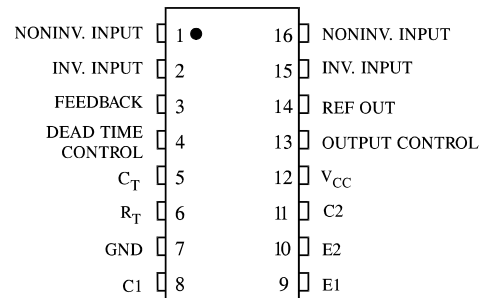 NONINV. INPUT 1 16 NONINV. INPUT
INV. INPUT 2 15 INV. INPUT
FEEDBACK 3 14 REF OUT
DEAD TIME
CONTROL 4 13 OUTPUT CONTROL
CT 5 12 VCC
RT 6 11 C2
GND 7 10 E2
C1 8 9 E1